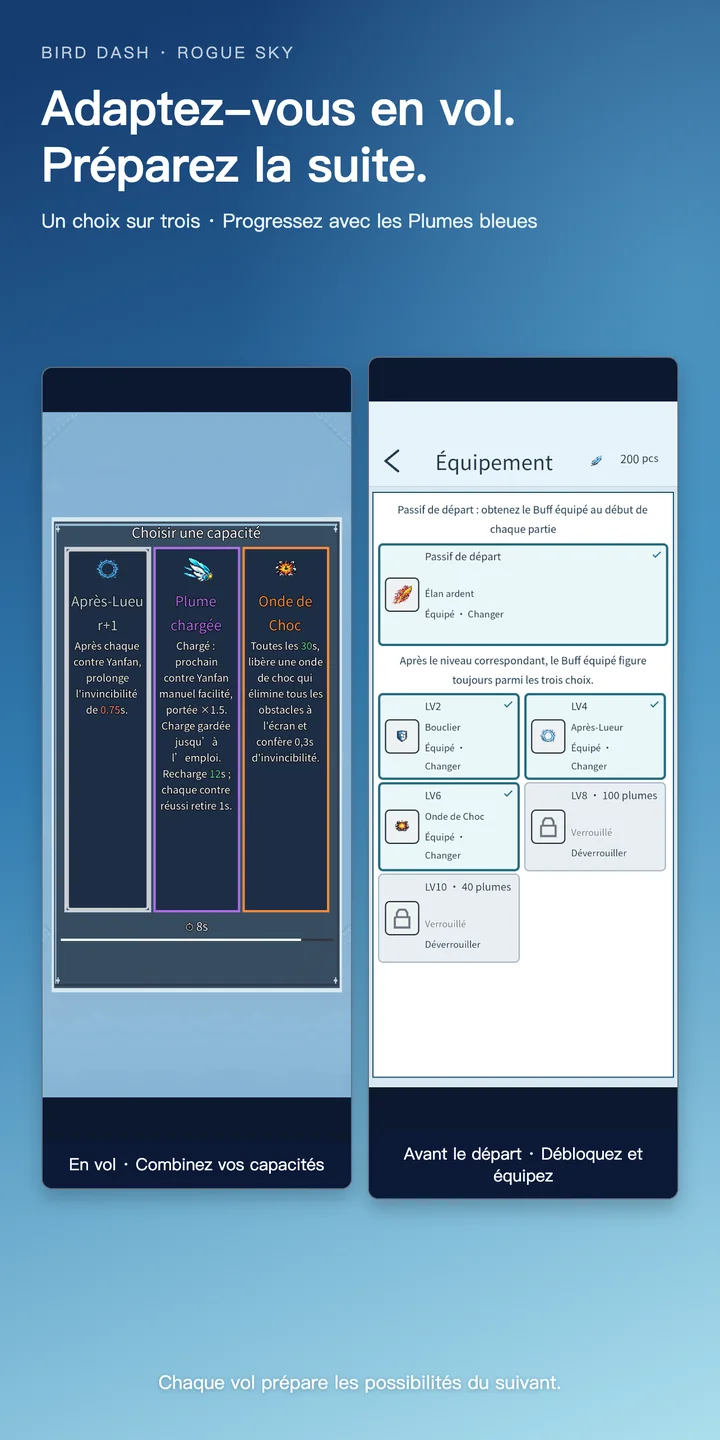 BIRD DASH · ROGUE SKY
Adaptez-vous en vol.
Préparez la suite.
Un choix sur trois · Progressez avec les Plumes bleues
Choisir une capacité
Après-Lueu
r+1
Après chaque
contre Yanfan,
prolonge
l'invincibilité
de 0.75s.
Plume
chargée
Chargé :
prochain
contre Yanfan
manuel facilité,
portée ×1.5.
Charge gardée
jusqu’à
l’emploi.
Recharge 12s ;
chaque contre
réussi retire 1s.
Onde de
Choc
Toutes les 30s,
libère une onde
de choc qui
élimine tous les
obstacles à
l'écran et
confère 0,3s
d'invincibilité.
⏱ 8s
En vol · Combinez vos capacités
Équipement
200 pcs
Passif de départ : obtenez le Buff équipé au début de
chaque partie
Passif de départ
Élan ardent
Équipé · Changer
Après le niveau correspondant, le Buff équipé figure
toujours parmi les trois choix.
LV2
Bouclier
Équipé ·
Changer
LV4
Après-Lueur
Équipé ·
Changer
LV6
Onde de Choc
Équipé ·
Changer
LV8 · 100 plumes
Verrouillé
Déverrouiller
LV10 · 40 plumes
Verrouillé
Déverrouiller
Avant le départ · Débloquez et
équipez
Chaque vol prépare les possibilités du suivant.